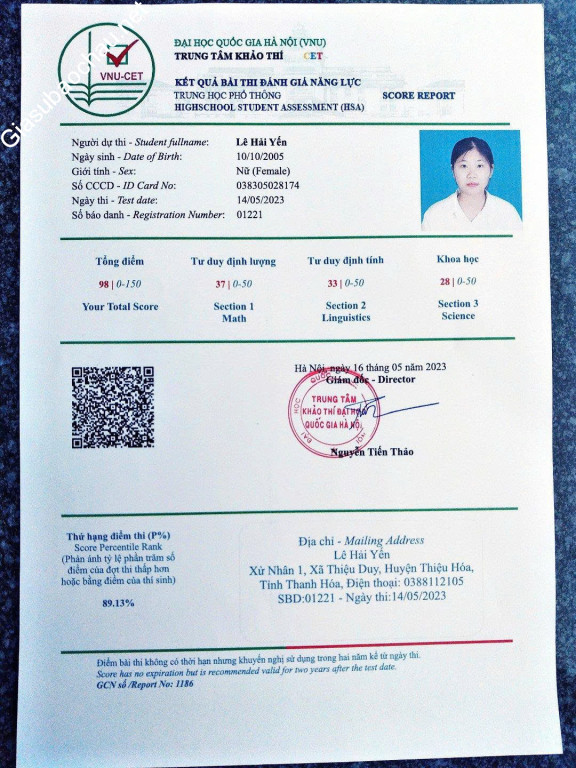 Giasubaochau.net
VNU-CET
ĐẠI HỌC QUỐC GIA HÀ NỘI (VNU)
TRUNG TÂM KHẢO THÍ CET
KẾT QUẢ BÀI THI ĐÁNH GIÁ NĂNG LỰC
TRUNG HỌC PHỔ THÔNG
HIGHSCHOOL STUDENT ASSESSMENT (HSA)
SCORE REPORT
Người dự thi - Student fullname: Lê Hải Yến
Ngày sinh - Date of Birth: 10/10/2005
Giới tính - Sex: Nữ (Female)
Số CCCD - ID Card No: 038305028174
Ngày thi - Test date: 14/05/2023
Số báo danh - Registration Number: 01221
Tổng điểm Tư duy định lượng Tư duy định tính Khoa học
98 | 0-150 37 | 0-50 33 | 0-50 28 | 0-50
Your Total Score Section 1 Section 2 Section 3
Math Linguistics Science
Hà Nội, ngày 16 tháng 05 năm 2023
Giám đốc - Director
ĐẠI HỌC QUỐC GIA HÀ NỘI
TRUNG TÂM
KHẢO THÍ ĐẠI HỌC
QUỐC GIA HÀ NỘI
Nguyễn Tiến Thảo
Thứ hạng điểm thi (P%)
Score Percentile Rank
(Phản ánh tỷ lệ phần trăm số
điểm của đợt thi thấp hơn
hoặc bằng điểm của thí sinh)
89.13%
Địa chỉ - Mailing Address
Lê Hải Yến
Xử Nhân 1, Xã Thiệu Duy, Huyện Thiệu Hóa,
Tỉnh Thanh Hóa, Điện thoại: 0388112105
SBD:01221 - Ngày thi:14/05/2023
Điểm bài thi không có thời hạn nhưng khuyến nghị sử dụng trong hai năm kể từ ngày thi.
Score has no expiration but is recommended valid for two years after the test date.
GCN số /Report No: 1186